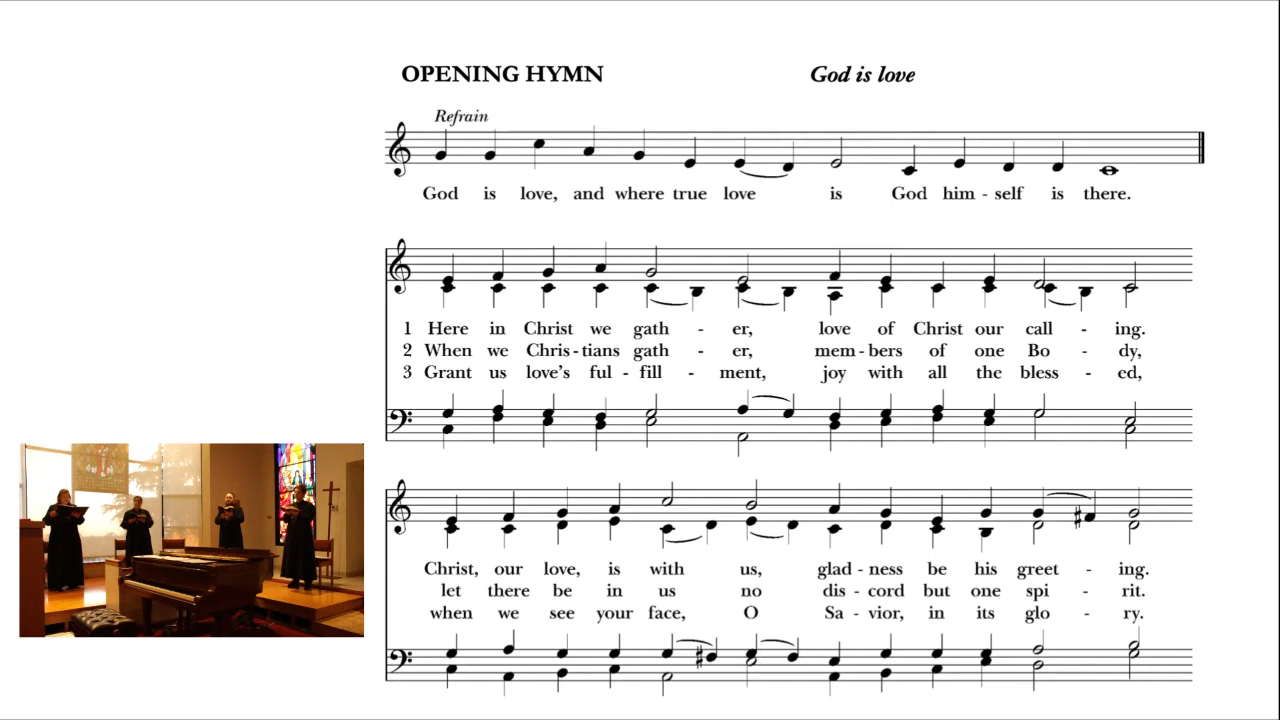 OPENING HYMN God is love
Refrain
God is love, and where true love is God him - self is there.
1 Here in Christ we gath - er, love of Christ our call - ing.
2 When we Chris - tians gath - er, mem - bers of one Bo - dy,
3 Grant us love's ful - fill - ment, joy with all the bless - ed,
Christ, our love, is with us, glad - ness be his greet - ing.
let there be in us no dis - cord but one spi - rit.
when we see your face, O Sa - vior, in its glo - ry.